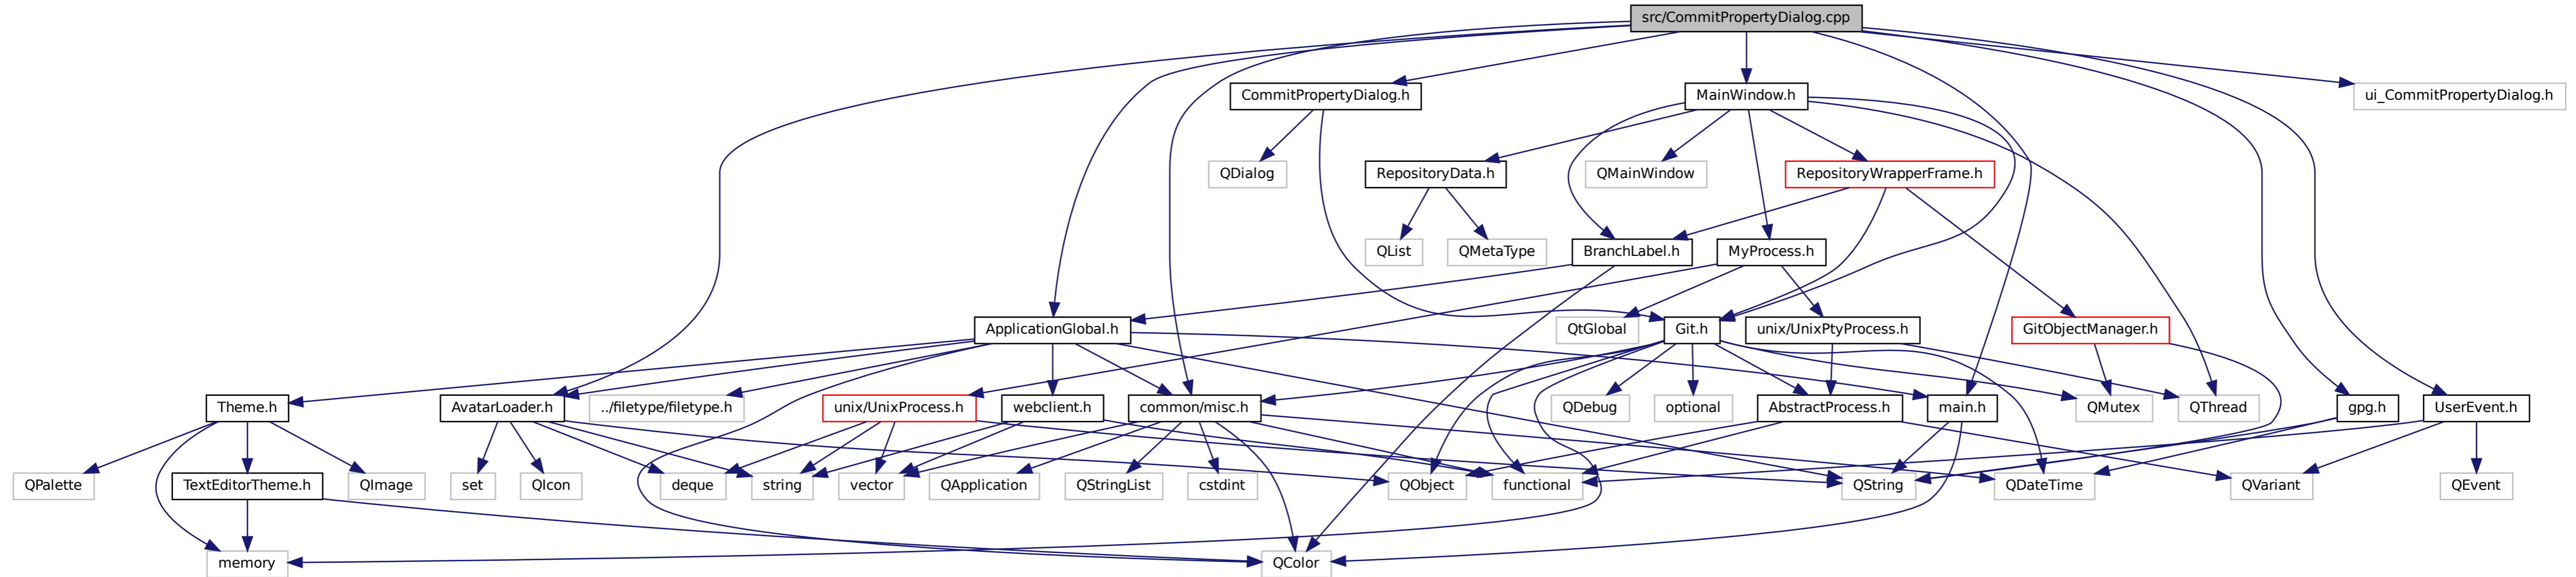 src/CommitPropertyDialog.cpp
CommitPropertyDialog.h
MainWindow.h
ui_CommitPropertyDialog.h
QDialog
RepositoryData.h
QMainWindow
RepositoryWrapperFrame.h
QList
QMetaType
BranchLabel.h
MyProcess.h
ApplicationGlobal.h
QtGlobal
Git.h
unix/UnixPtyProcess.h
GitObjectManager.h
Theme.h
AvatarLoader.h
../filetype/filetype.h
unix/UnixProcess.h
webclient.h
common/misc.h
QDebug
optional
AbstractProcess.h
main.h
QMutex
QThread
gpg.h
UserEvent.h
QPalette
TextEditorTheme.h
QImage
set
QIcon
deque
string
vector
QApplication
QStringList
cstdint
QObject
functional
QString
QDateTime
QVariant
QEvent
memory
QColor